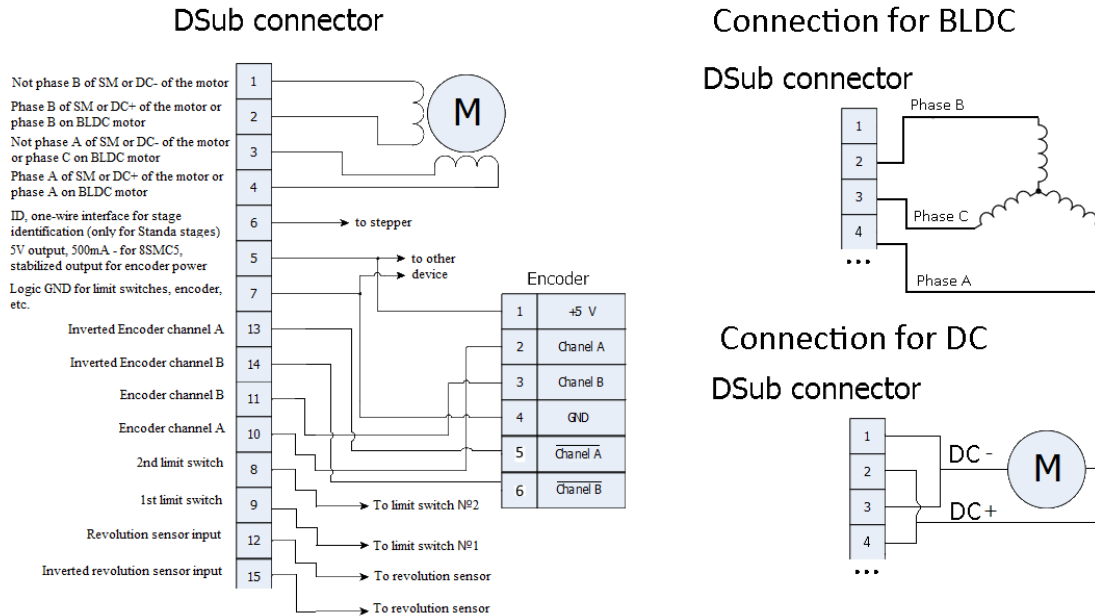 DSub connector
Not phase B of SM or DC- of the motor
1
Phase B of SM or DC+ of the motor or
phase B on BLDC motor
2
Not phase A of SM or DC- of the motor
or phase C on BLDC motor
3
Phase A of SM or DC+ of the motor or
phase A on BLDC motor
4
M
ID, one-wire interface for stage
identification (only for Standa stages)
6
to stepper
5V output, 500mA - for 8SMC5,
stabilized output for encoder power
5
to other
device
Logic GND for limit switches, encoder,
etc.
7
Inverted Encoder channel A
13
Inverted Encoder channel B
14
Encoder channel B
11
Encoder channel A
10
2nd limit switch
8
To limit switch №2
1st limit switch
9
To limit switch №1
Revolution sensor input
12
To revolution sensor
Inverted revolution sensor input
15
To revolution sensor
Encoder
1 +5 V
2 Chanel A
3 Chanel B
4 GND
5 Chanel A
6 Chanel B
Connection for BLDC
DSub connector
1
2
3
4
...
Phase B
Phase C
Phase A
Connection for DC
DSub connector
1
2
3
4
...
DC -
DC+
M